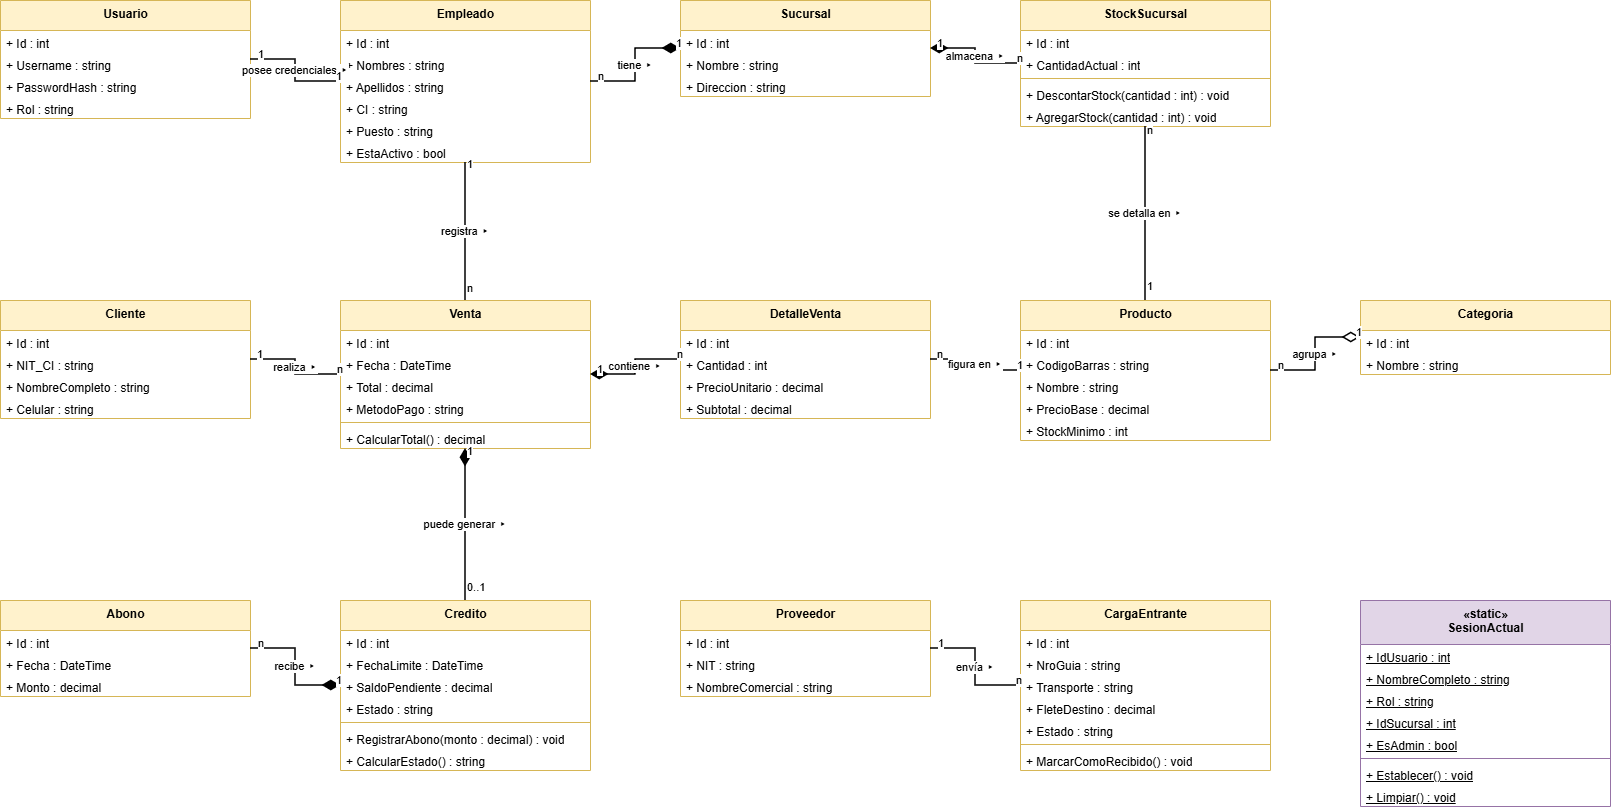 Usuario
+ Id : int
+ Username : string
+ PasswordHash : string
+ Rol : string
1
posee credenciales ▸
1
Empleado
+ Id : int
+ Nombres : string
+ Apellidos : string
+ CI : string
+ Puesto : string
+ EstaActivo : bool
n
tiene ▸
1
Sucursal
+ Id : int
+ Nombre : string
+ Direccion : string
1
almacena ▸
n
StockSucursal
+ Id : int
+ CantidadActual : int
+ DescontarStock(cantidad : int) : void
+ AgregarStock(cantidad : int) : void
1
registra ▸
n
n
se detalla en ▸
1
Cliente
+ Id : int
+ NIT_CI : string
+ NombreCompleto : string
+ Celular : string
1
realiza ▸
n
Venta
+ Id : int
+ Fecha : DateTime
+ Total : decimal
+ MetodoPago : string
+ CalcularTotal() : decimal
1
contiene ▸
n
DetalleVenta
+ Id : int
+ Cantidad : int
+ PrecioUnitario : decimal
+ Subtotal : decimal
n
figura en ▸
1
Producto
+ Id : int
+ CodigoBarras : string
+ Nombre : string
+ PrecioBase : decimal
+ StockMinimo : int
n
agrupa ▸
1
Categoria
+ Id : int
+ Nombre : string
1
puede generar ▸
0..1
Abono
+ Id : int
+ Fecha : DateTime
+ Monto : decimal
n
recibe ▸
1
Credito
+ Id : int
+ FechaLimite : DateTime
+ SaldoPendiente : decimal
+ Estado : string
+ RegistrarAbono(monto : decimal) : void
+ CalcularEstado() : string
Proveedor
+ Id : int
+ NIT : string
+ NombreComercial : string
1
envía ▸
n
CargaEntrante
+ Id : int
+ NroGuia : string
+ Transporte : string
+ FleteDestino : decimal
+ Estado : string
+ MarcarComoRecibido() : void
«static»
SesionActual
+ IdUsuario : int
+ NombreCompleto : string
+ Rol : string
+ IdSucursal : int
+ EsAdmin : bool
+ Establecer() : void
+ Limpiar() : void